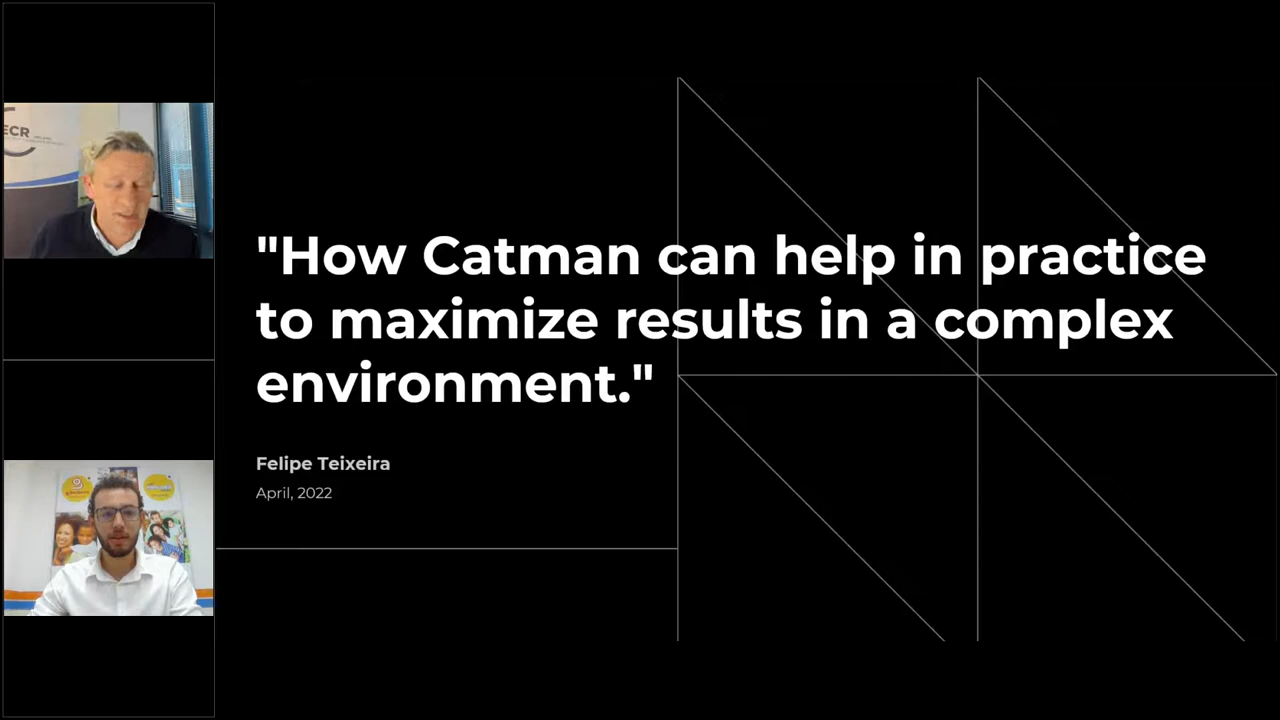 ECR
"How Catman can help in practice
to maximize results in a complex
environment."
Felipe Teixeira
April, 2022